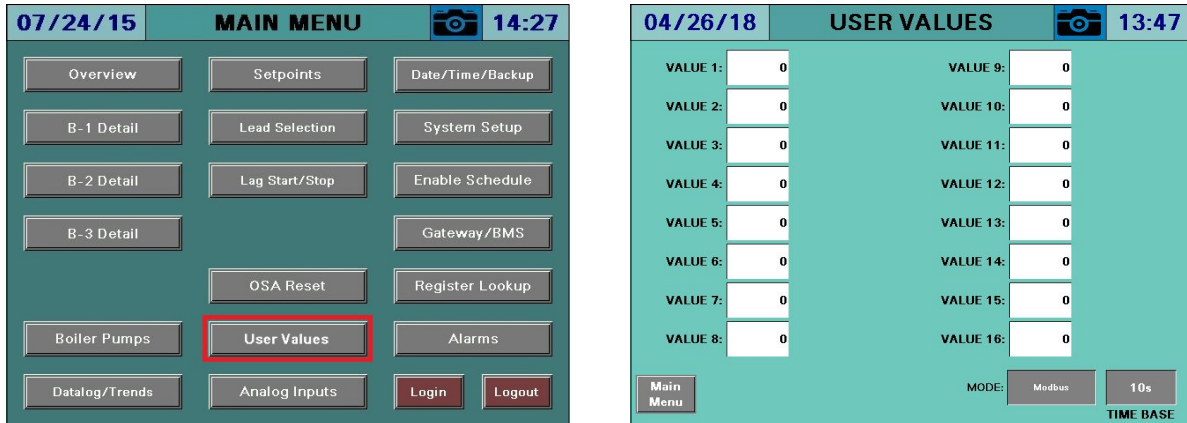 07/24/15 MAIN MENU 14:27
Overview Setpoints Date/Time/Backup
B-1 Detail Lead Selection System Setup
B-2 Detail Lag Start/Stop Enable Schedule
B-3 Detail Gateway/BMS
OSA Reset Register Lookup
Boiler Pumps User Values Alarms
Datalog/Trends Analog Inputs Login Logout
04/26/18 USER VALUES 13:47
VALUE 1: 0 VALUE 9: 0
VALUE 2: 0 VALUE 10: 0
VALUE 3: 0 VALUE 11: 0
VALUE 4: 0 VALUE 12: 0
VALUE 5: 0 VALUE 13: 0
VALUE 6: 0 VALUE 14: 0
VALUE 7: 0 VALUE 15: 0
VALUE 8: 0 VALUE 16: 0
Main
Menu
MODE: Modbus 10s
TIME BASE